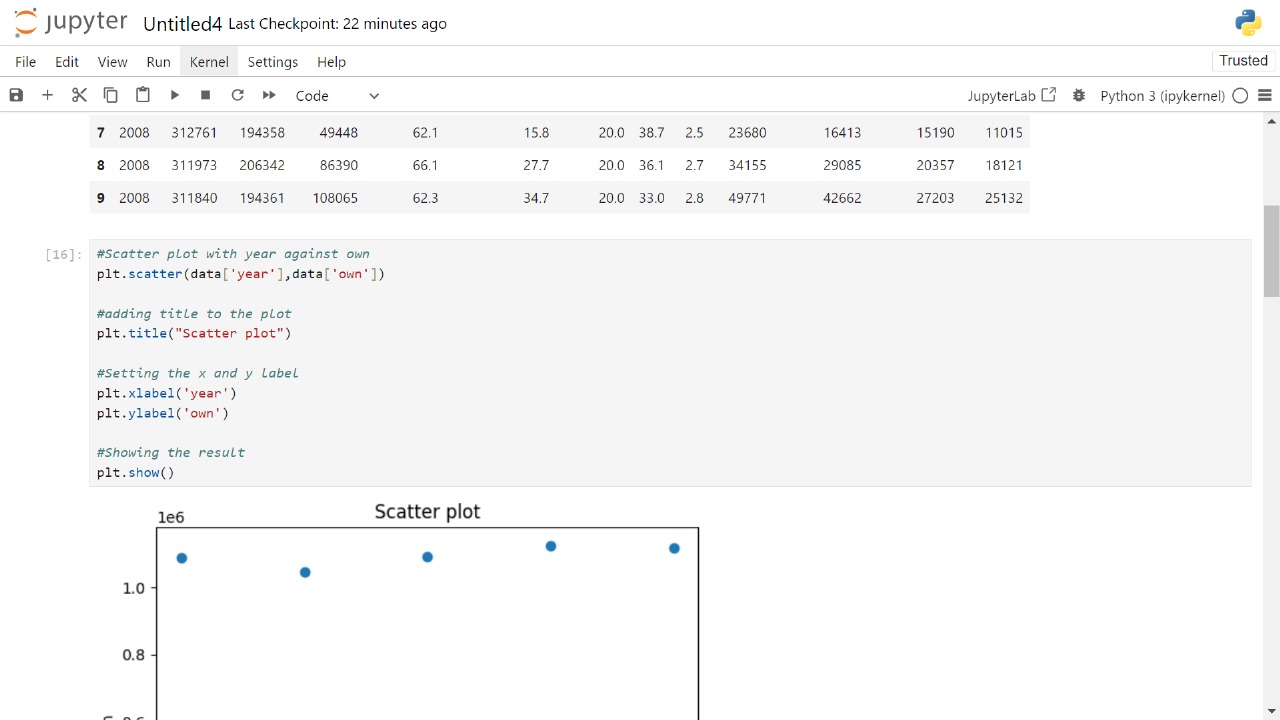 jupyter Untitled4 Last Checkpoint: 22 minutes ago
File Edit View Run Kernel Settings Help Trusted
Code JupyterLab Python 3 (ipykernel)
7 2008 312761 194358 49448 62.1 15.8 20.0 38.7 2.5 23680 16413 15190 11015
8 2008 311973 206342 86390 66.1 27.7 20.0 36.1 2.7 34155 29085 20357 18121
9 2008 311840 194361 108065 62.3 34.7 20.0 33.0 2.8 49771 42662 27203 25132
[16]: #Scatter plot with year against own
plt.scatter(data['year'],data['own'])
#adding title to the plot
plt.title("Scatter plot")
#Setting the x and y label
plt.xlabel('year')
plt.ylabel('own')
#Showing the result
plt.show()
Scatter plot
1e6
1.0
0.8